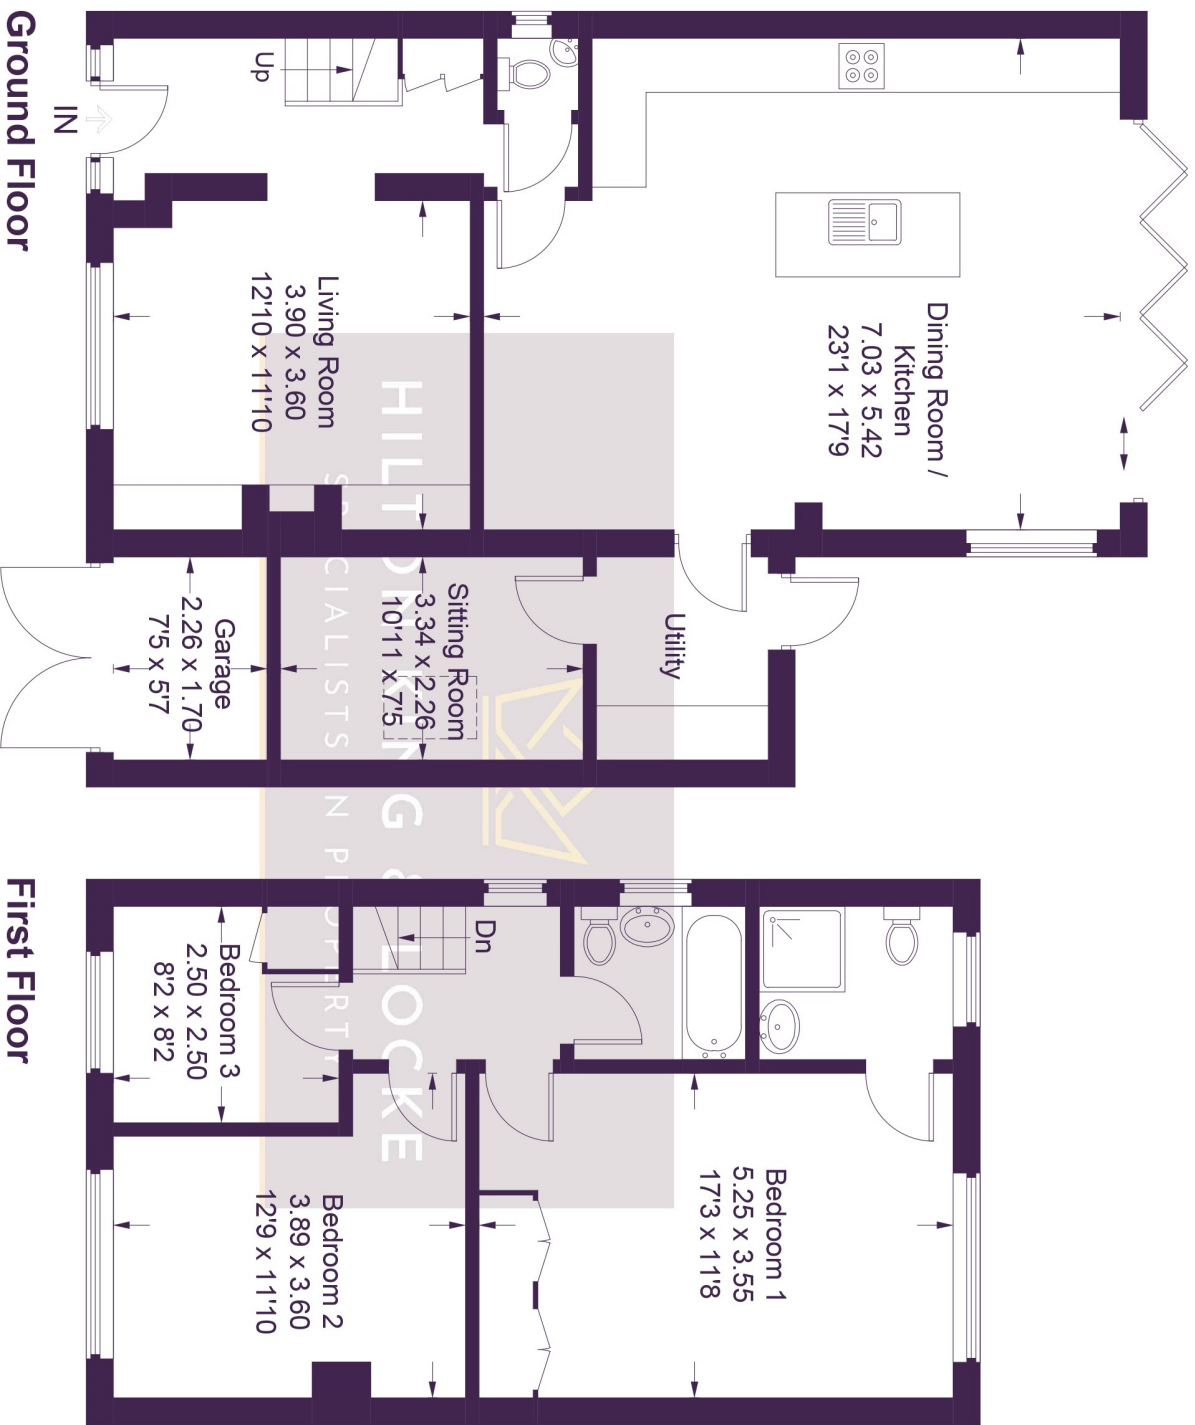 Dining Room /
Kitchen
7.03 x 5.42
23'1 x 17'9
Utility
Sitting Room
3.34 x 2.26
10'11 x 7'5
Up
Living Room
3.90 x 3.60
12'10 x 11'10
Garage
2.26 x 1.70
7'5 x 5'7
IN
Ground Floor
Bedroom 1
5.25 x 3.55
17'3 x 11'8
Dn
Bedroom 2
3.89 x 3.60
12'9 x 11'10
Bedroom 3
2.50 x 2.50
8'2 x 8'2
First Floor
HILTON KING & LOCKE
SPECIALISTS IN PROPERTY